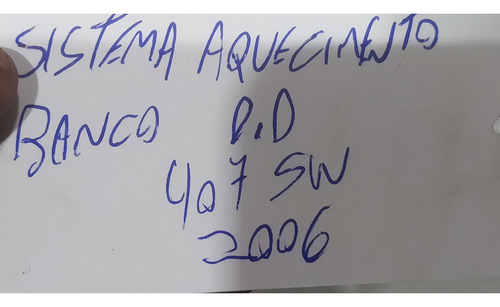 SISTEMA AQUECIMENTO
BANCO D.D
407 SW
2006